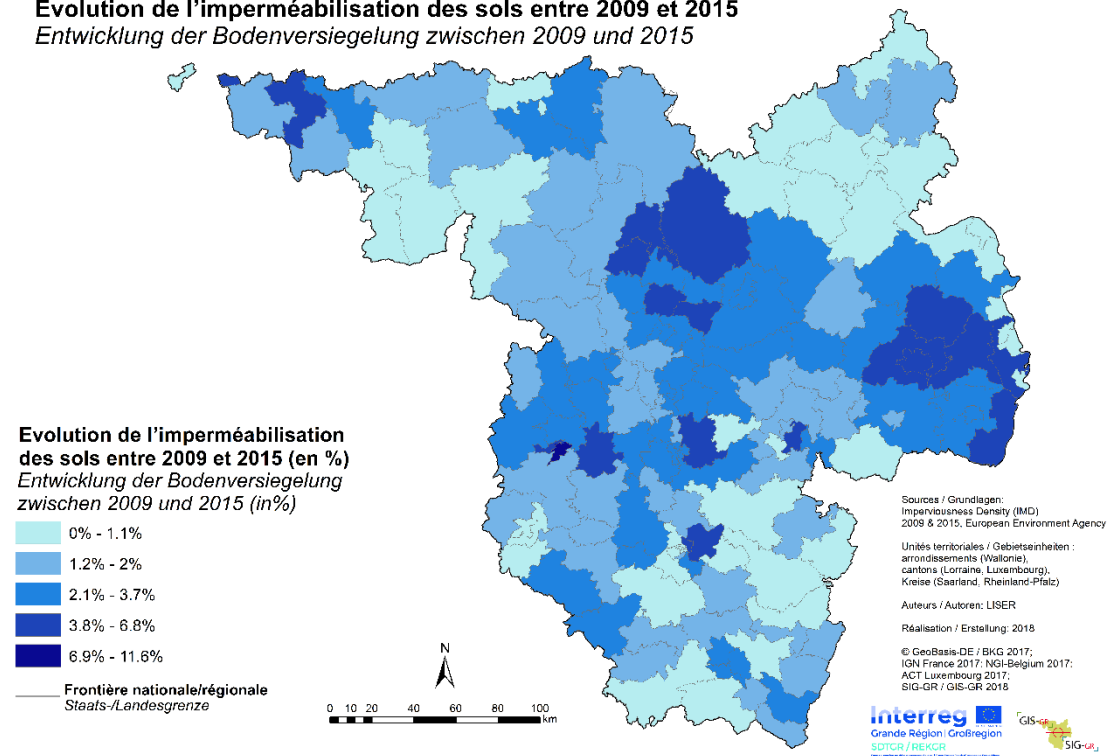 Evolution de l’imperméabilisation des sols entre 2009 et 2015
Entwicklung der Bodenversiegelung zwischen 2009 und 2015
Evolution de l’imperméabilisation
des sols entre 2009 et 2015 (en %)
Entwicklung der Bodenversiegelung
zwischen 2009 und 2015 (in%)
0% - 1.1%
1.2% - 2%
2.1% - 3.7%
3.8% - 6.8%
6.9% - 11.6%
Frontière nationale/régionale
Staats-/Landesgrenze
N
0 10 20 40 60 80 100
km
Sources / Grundlagen:
Imperviousness Density (IMD)
2009 & 2015, European Environment Agency
Unités territoriales / Gebietseinheiten :
arrondissements (Wallonie),
cantons (Lorraine, Luxembourg),
Kreise (Saarland, Rheinland-Pfalz)
Auteurs / Autoren: LISER
Réalisation / Erstellung: 2018
© GeoBasis-DE / BKG 2017;
IGN France 2017; NGI-Belgium 2017;
ACT Luxembourg 2017;
SIG-GR / GIS-GR 2018
Interreg
Grande Région | Großregion
SDTCR / REKGR
GIS-GR
SIG-GR